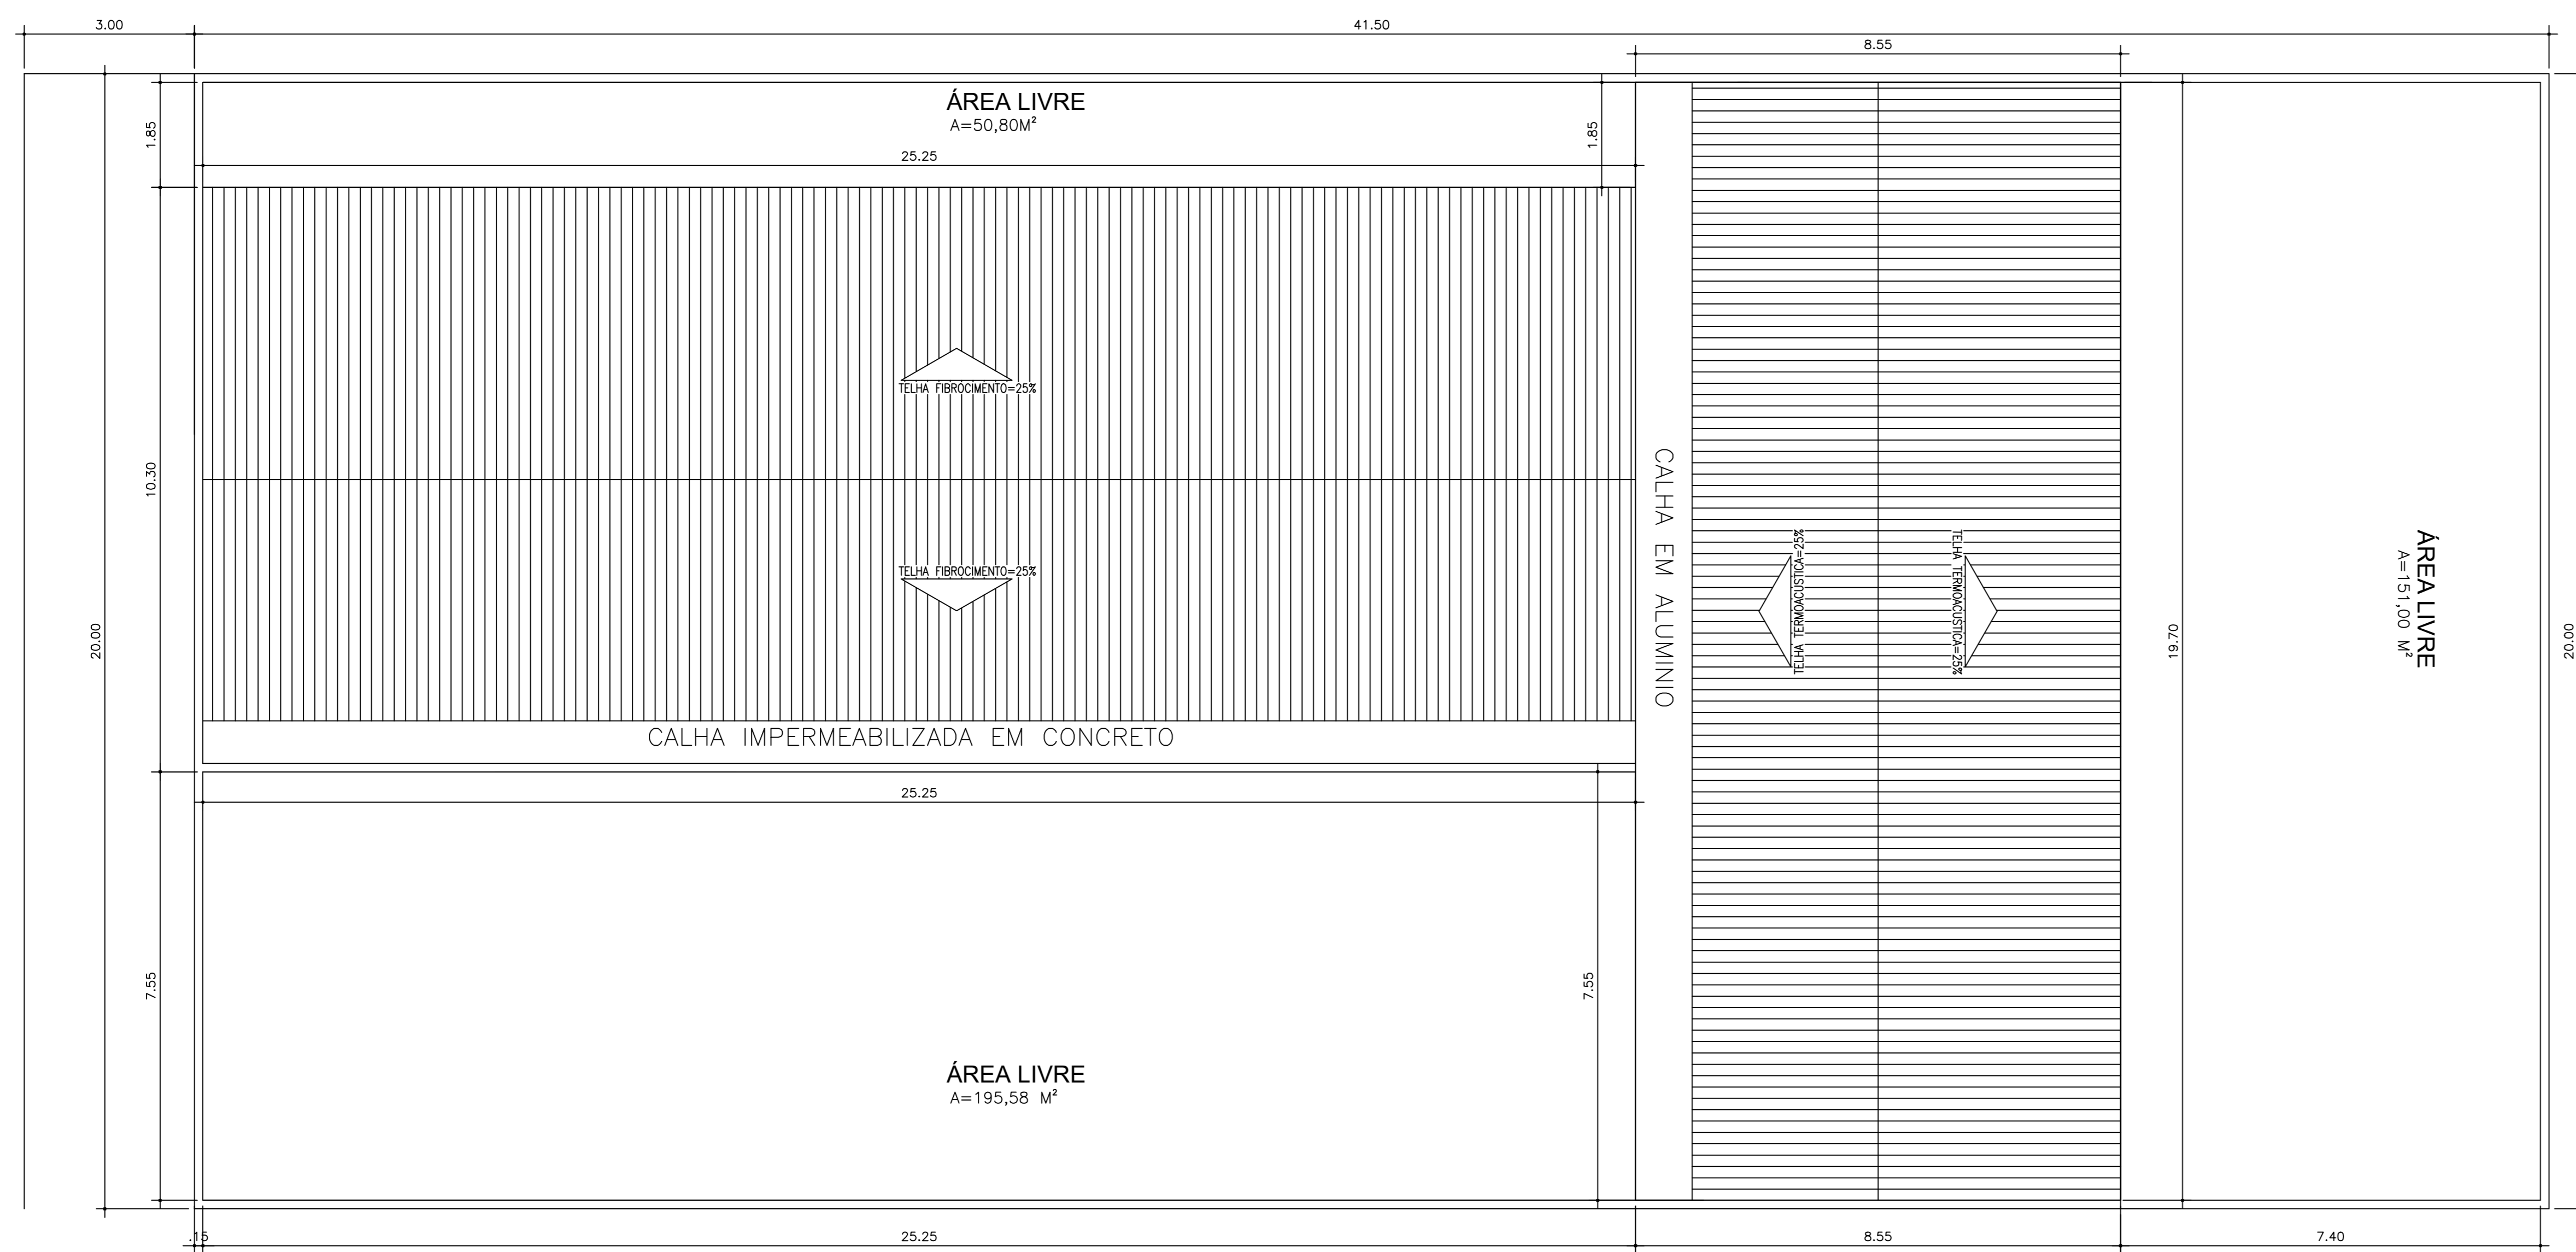 3.00
41.50
8.55
ÁREA LIVRE
A=50,80M²
1.85
1.85
25.25
TELHA FIBROCIMENTO=25%
10.30
CALHA EM ALUMINIO
TELHA TERMOACUSTICA=25%
TELHA TERMOACUSTICA=25%
ÁREA LIVRE
A=151,00 M²
TELHA FIBROCIMENTO=25%
20.00
19.70
20.00
CALHA IMPERMEABILIZADA EM CONCRETO
25.25
7.55
7.55
ÁREA LIVRE
A=195,58 M²
.15
25.25
8.55
7.40